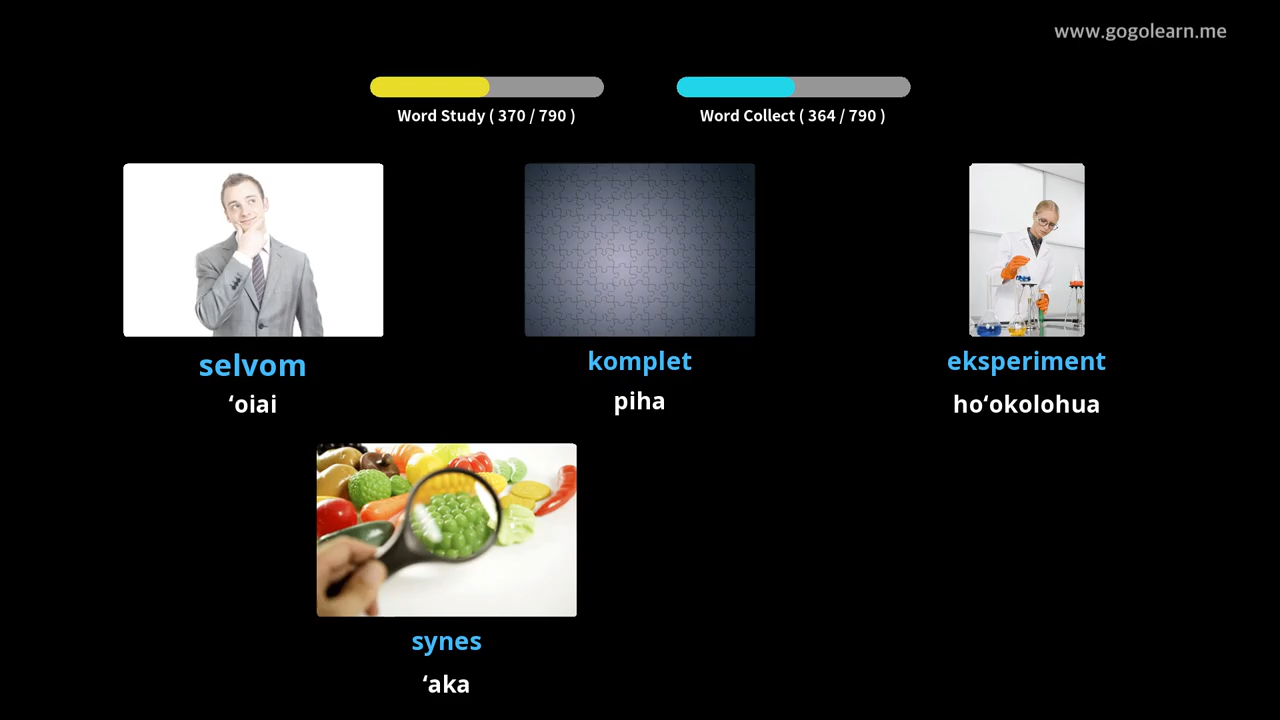 www.gogolearn.me
Word Study ( 370 / 790 )
Word Collect ( 364 / 790 )
selvom
komplet
eksperiment
ʻoiai
piha
hoʻokolohua
synes
ʻaka